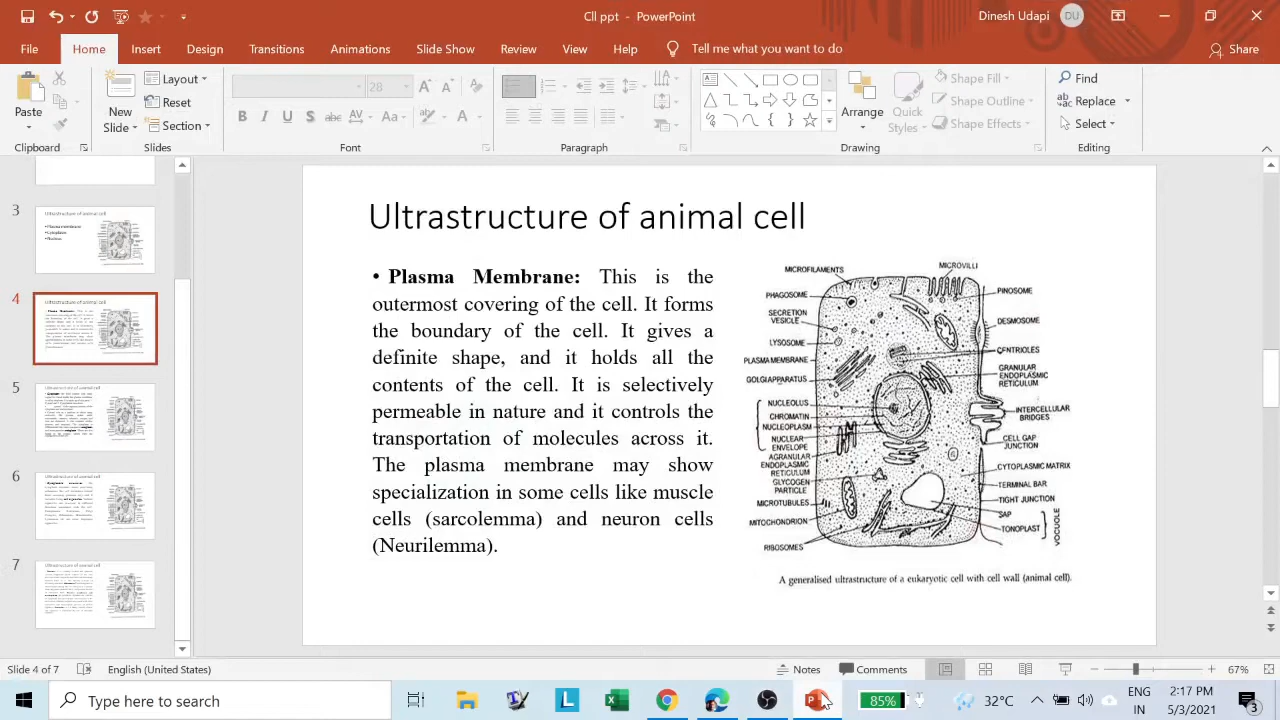 Cll ppt - PowerPoint
Dinesh Udapi
DU
File
Home
Insert
Design
Transitions
Animations
Slide Show
Review
View
Help
Tell me what you want to do
Share
Paste
New
Slide
Layout
Reset
Section
28
Arrange
Quick
Styles
Shape Fill
Shape Outline
Shape Effects
Find
Replace
Select
Clipboard
Slides
Font
Paragraph
Drawing
Editing
3
4
5
6
7
Ultrastructure of animal cell
• Plasma Membrane: This is the
outermost covering of the cell. It forms
the boundary of the cell. It gives a
definite shape, and it holds all the
contents of the cell. It is selectively
permeable in nature and it controls the
transportation of molecules across it.
The plasma membrane may show
specialization in some cells like muscle
cells (sarcolemma) and neuron cells
(Neurilemma).
MICROFILAMENTS
PHAGOSOME
SECRETION
VESICLE
LYSOSOME
PLASMA MEMBRANE
GOLGI APPARATUS
NUCLEOLUS
CHROMATIN
NUCLEOPLASM
NUCLEAR
ENVELOPE
AGRANULAR
ENDOPLASMIC
RETICULUM
GLYCOGEN
PARTICLE
MICROTUBULES
MITOCHONDRION
RIBOSOMES
MICROVILLI
PINOSOME
DESMOSOME
CENTRIOLES
GRANULAR
ENDOPLASMIC
RETICULUM
INTERCELLULAR
BRIDGES
CELL GAP
JUNCTION
CYTOPLASMIC MATRIX
TERMINAL BAR
TIGHT JUNCTION
SAP
TONOPLAST
VOCUOLE
A generalised ultrastructure of a eukaryotic cell with cell wall (animal cell).
Slide 4 of 7
English (United States)
Notes
Comments
67%
Type here to search
85%
32°C
ENG
IN
2:17 PM
5/3/2021
3